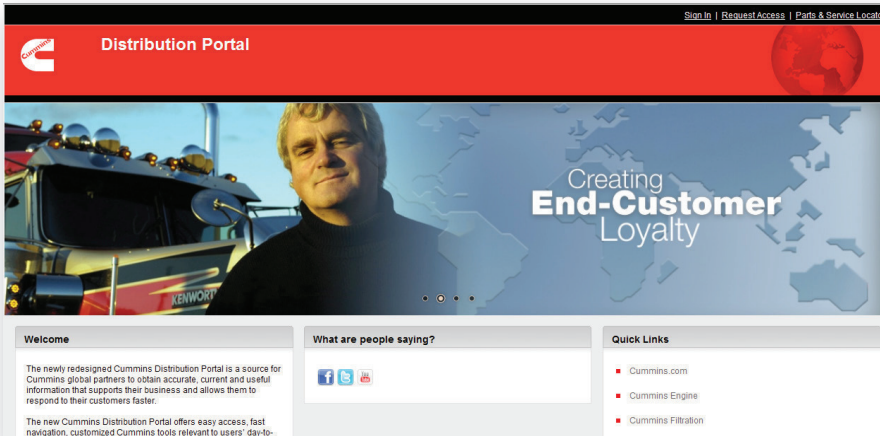 Sign In | Request Access | Parts & Service Locato
Cummins
Distribution Portal
Creating
End-Customer
Loyalty
KENWORT
Welcome
The newly redesigned Cummins Distribution Portal is a source for
Cummins global partners to obtain accurate, current and useful
information that supports their business and allows them to
respond to their customers faster.
The new Cummins Distribution Portal offers easy access, fast
navigation, customized Cummins tools relevant to users' day-to-
What are people saying?
Quick Links
Cummins.com
Cummins Engine
Cummins Filtration